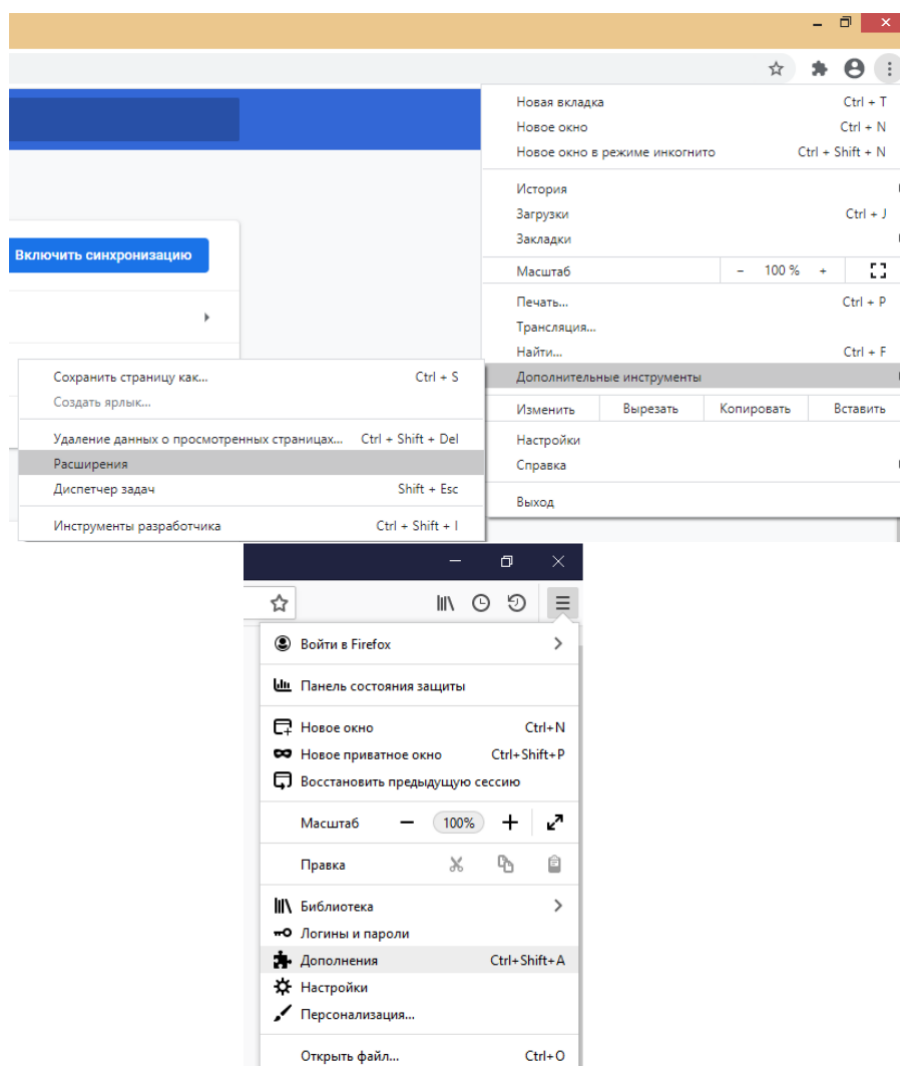 Новая вкладка Ctrl + T
Новое окно Ctrl + N
Новое окно в режиме инкогнито Ctrl + Shift + N
История
Загрузки Ctrl + J
Закладки
Включить синхронизацию
Масштаб - 100 % +
Печать... Ctrl + P
Трансляция...
Найти... Ctrl + F
Дополнительные инструменты
Изменить Вырезать Копировать Вставить
Настройки
Справка
Выход
Сохранить страницу как... Ctrl + S
Создать ярлык...
Удаление данных о просмотренных страницах... Ctrl + Shift + Del
Расширения
Диспетчер задач Shift + Esc
Инструменты разработчика Ctrl + Shift + I
Войти в Firefox
Панель состояния защиты
Новое окно Ctrl+N
Новое приватное окно Ctrl+Shift+P
Восстановить предыдущую сессию
Масштаб − 100% +
Правка
Библиотека
Логины и пароли
Дополнения Ctrl+Shift+A
Настройки
Персонализация...
Открыть файл... Ctrl+O